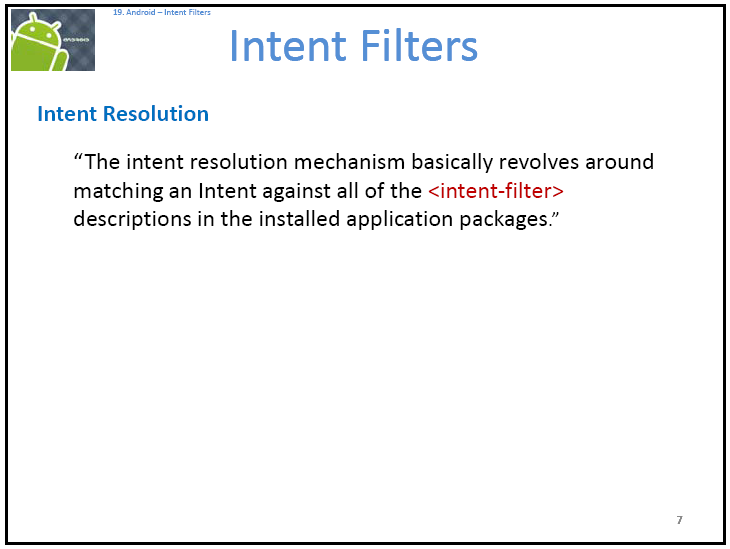 19. Android – Intent Filters
ANDROID
Intent Filters
Intent Resolution
“The intent resolution mechanism basically revolves around
matching an Intent against all of the <intent-filter>
descriptions in the installed application packages.”
7